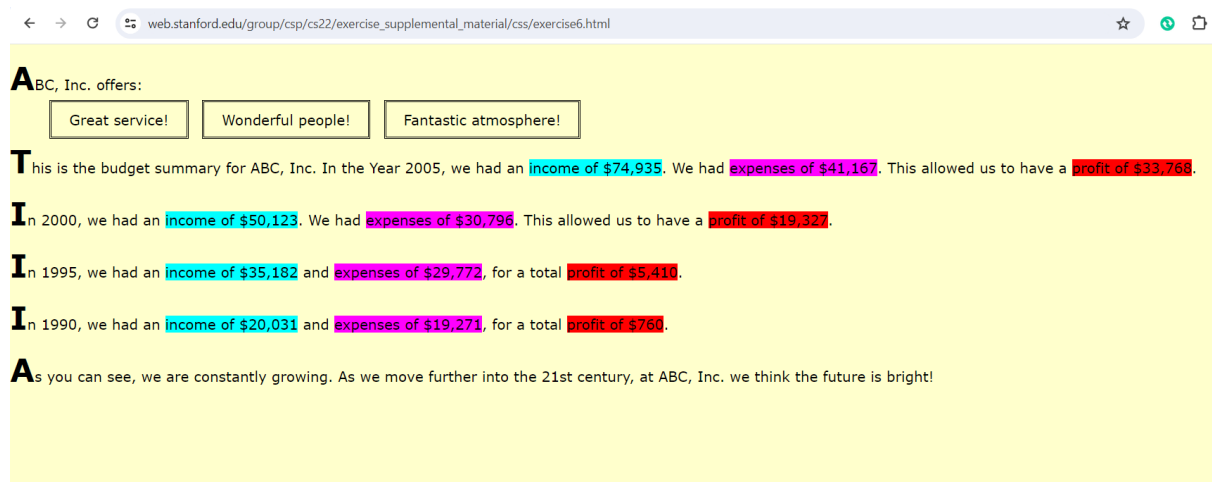 web.stanford.edu/group/csp/cs22/exercise_supplemental_material/css/exercise6.html
ABC, Inc. offers:
Great service! Wonderful people! Fantastic atmosphere!
This is the budget summary for ABC, Inc. In the Year 2005, we had an income of $74,935. We had expenses of $41,167. This allowed us to have a profit of $33,768.
In 2000, we had an income of $50,123. We had expenses of $30,796. This allowed us to have a profit of $19,327.
In 1995, we had an income of $35,182 and expenses of $29,772, for a total profit of $5,410.
In 1990, we had an income of $20,031 and expenses of $19,271, for a total profit of $760.
As you can see, we are constantly growing. As we move further into the 21st century, at ABC, Inc. we think the future is bright!